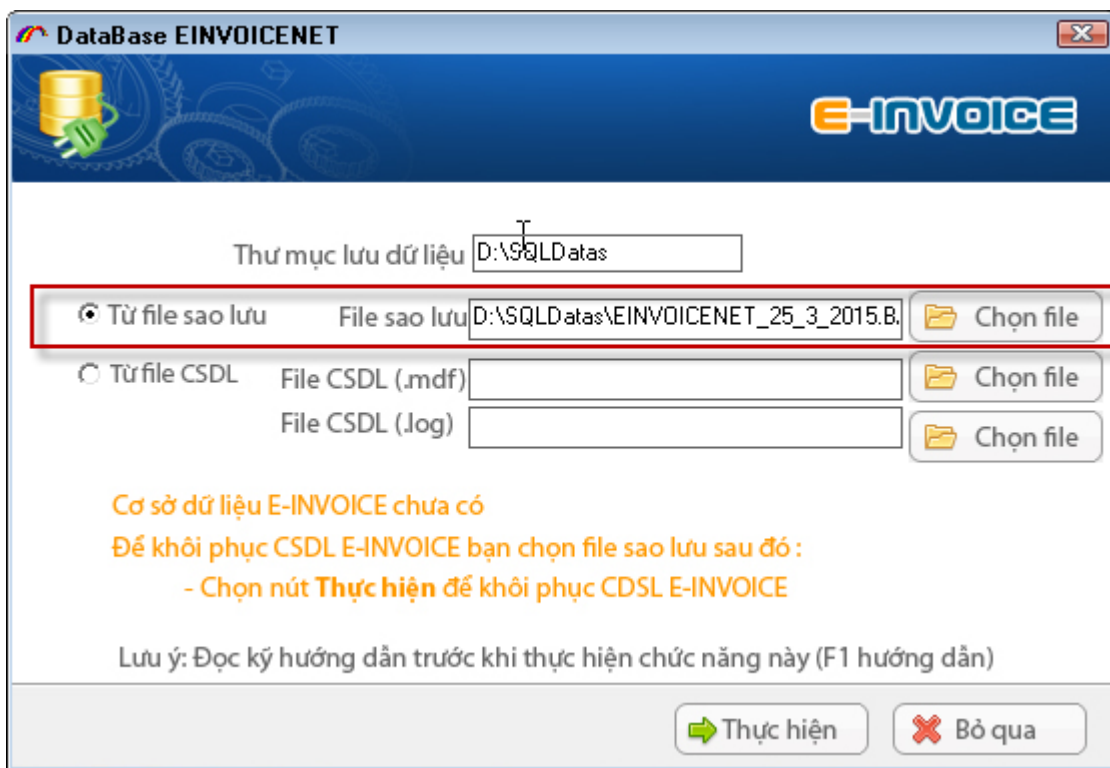 DataBase EINVOICENET
E-INVOICE
Thư mục lưu dữ liệu D:\SQLDatas
Từ file sao lưu File sao lưu D:\SQLDatas\EINVOICENET_25_3_2015.B. Chọn file
Từ file CSDL File CSDL (.mdf) Chọn file
File CSDL (.log) Chọn file
Cơ sở dữ liệu E-INVOICE chưa có
Để khôi phục CSDL E-INVOICE bạn chọn file sao lưu sau đó :
- Chọn nút Thực hiện để khôi phục CDSL E-INVOICE
Lưu ý: Đọc kỹ hướng dẫn trước khi thực hiện chức năng này (F1 hướng dẫn)
Thực hiện Bỏ qua